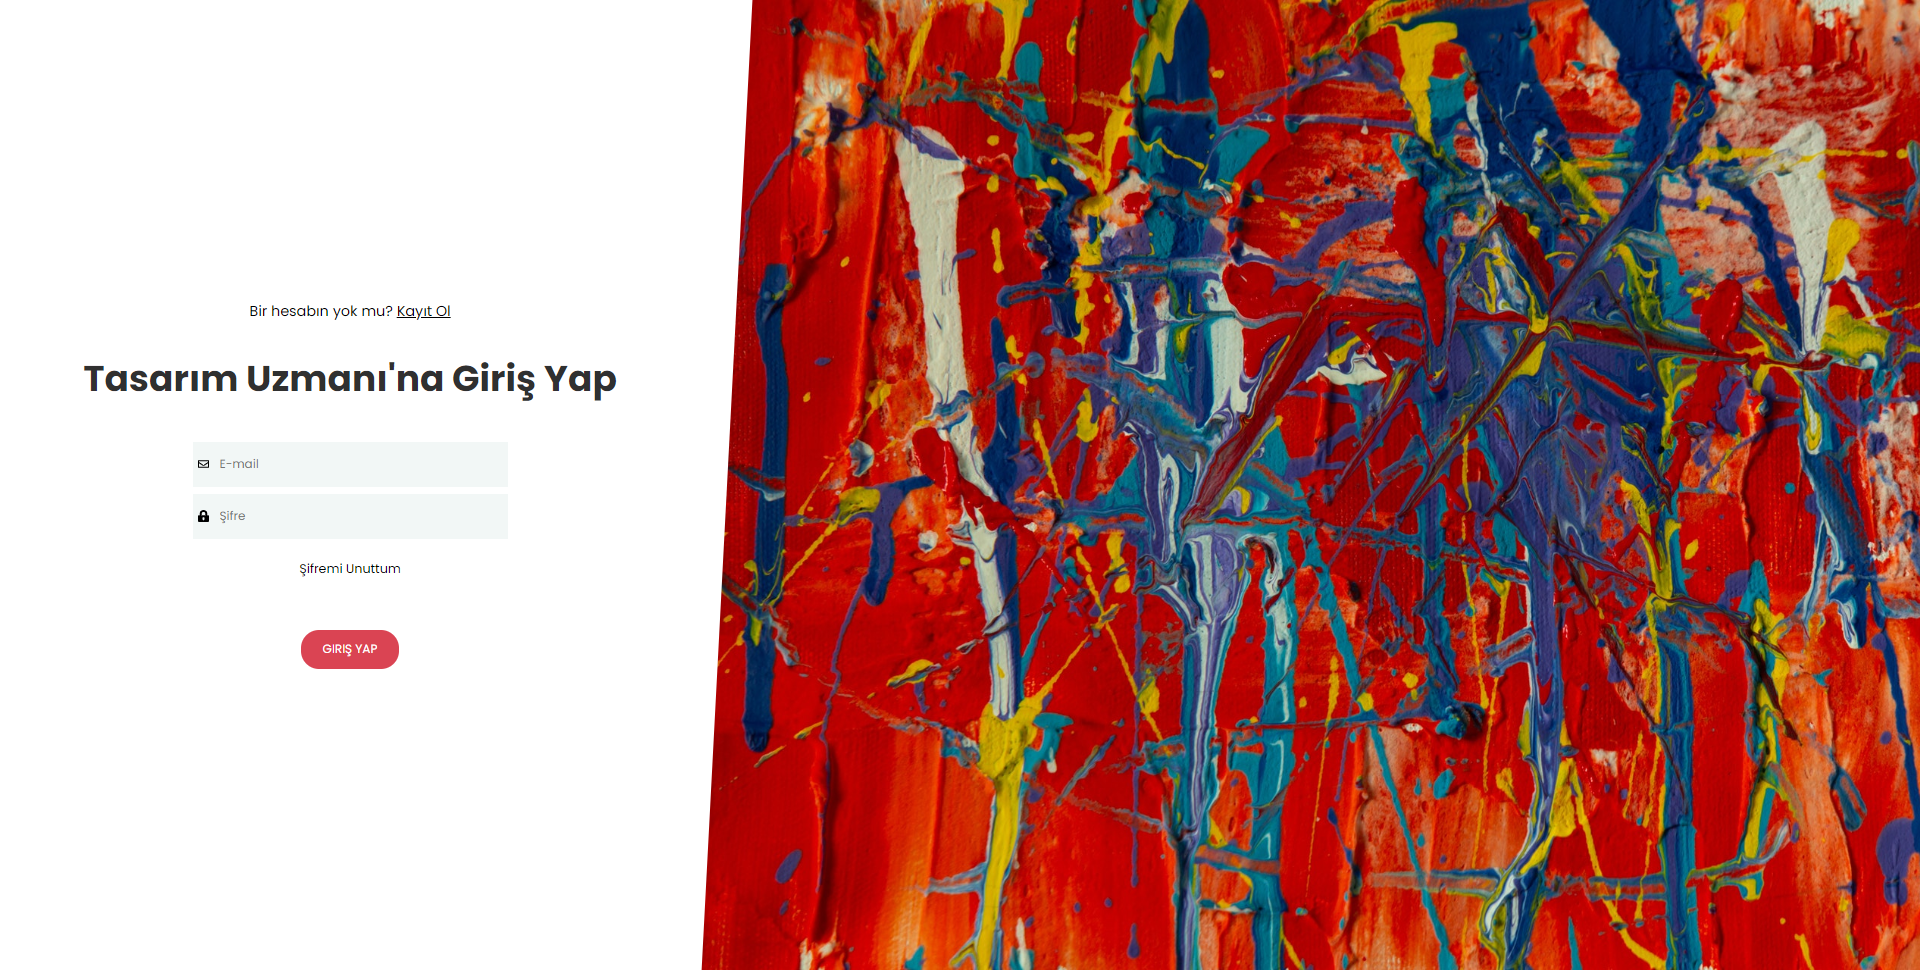 Bir hesabın yok mu? Kayıt Ol
Tasarım Uzmanı'na Giriş Yap
E-mail
Şifre
Şifremi Unuttum
GIRIŞ YAP